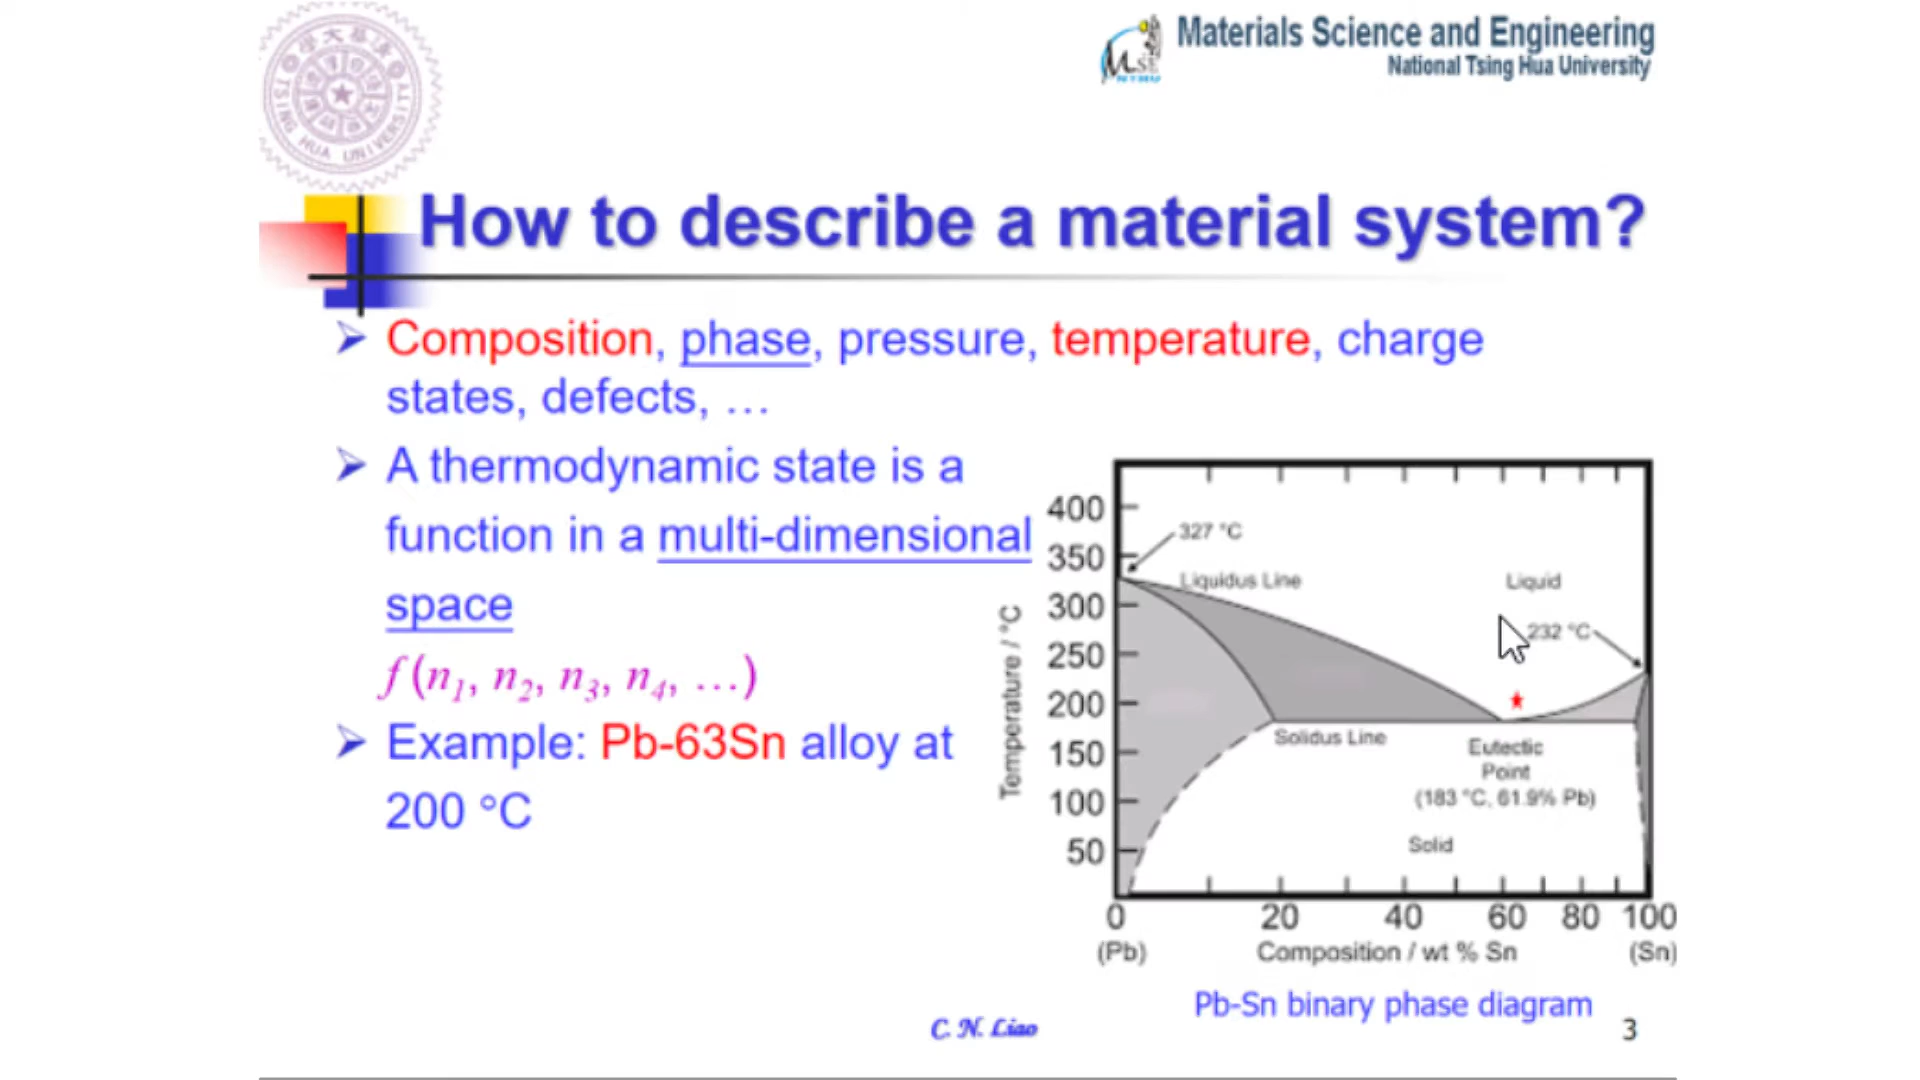 Materials Science and Engineering
National Tsing Hua University
TSING HUA UNIVERSITY
How to describe a material system?
➢ Composition, phase, pressure, temperature, charge
states, defects, …
➢ A thermodynamic state is a
function in a multi-dimensional
space
f (n1, n2, n3, n4, …)
➢ Example: Pb-63Sn alloy at
200 °C
400
350
300
250
200
150
100
50
Temperature / °C
327 °C
Liquidus Line
Liquid
232 °C
Solidus Line
Eutectic
Point
(183 °C, 61.9% Pb)
Solid
0 20 40 60 80 100
(Pb) Composition / wt % Sn (Sn)
Pb-Sn binary phase diagram
C. N. Liao
3